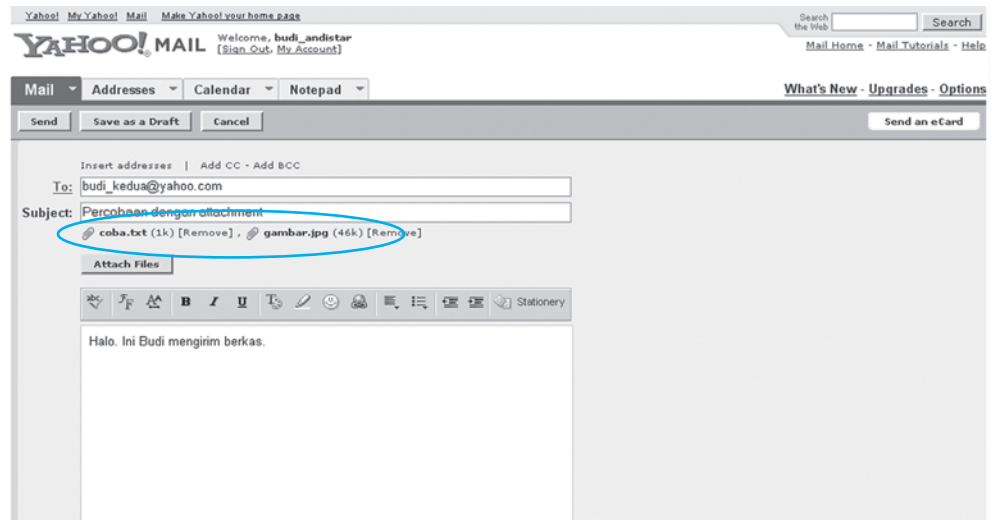 Yahoo! My Yahoo! Mail Make Yahoo! your home page
Search the Web Search
YAHOO! MAIL Welcome, budi_andistar
[Sign Out, My Account]
Mail Home - Mail Tutorials - Help
Mail Addresses Calendar Notepad
What's New - Upgrades - Options
Send Save as a Draft Cancel Send an eCard
Insert addresses | Add CC - Add BCC
To: budi_kedua@yahoo.com
Subject: Percobaan dengan attachment
coba.txt (1k) [Remove] , gambar.jpg (46k) [Remove]
Attach Files
B I U Stationery
Halo. Ini Budi mengirim berkas.